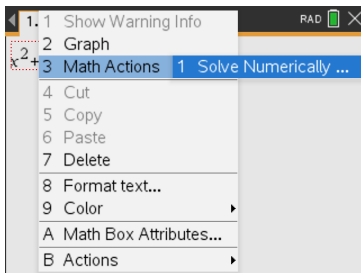 1. 1 Show Warning Info RAD
2 Graph
x²+ 3 Math Actions 1 Solve Numerically ...
4 Cut
5 Copy
6 Paste
7 Delete
8 Format text...
9 Color
A Math Box Attributes...
B Actions